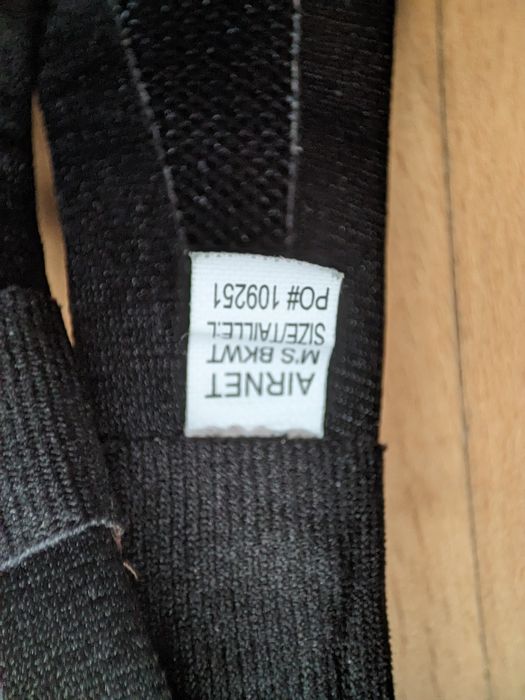 AIRNET
M'S BKWT
SIZE/TAILLE:L
PO# 109251